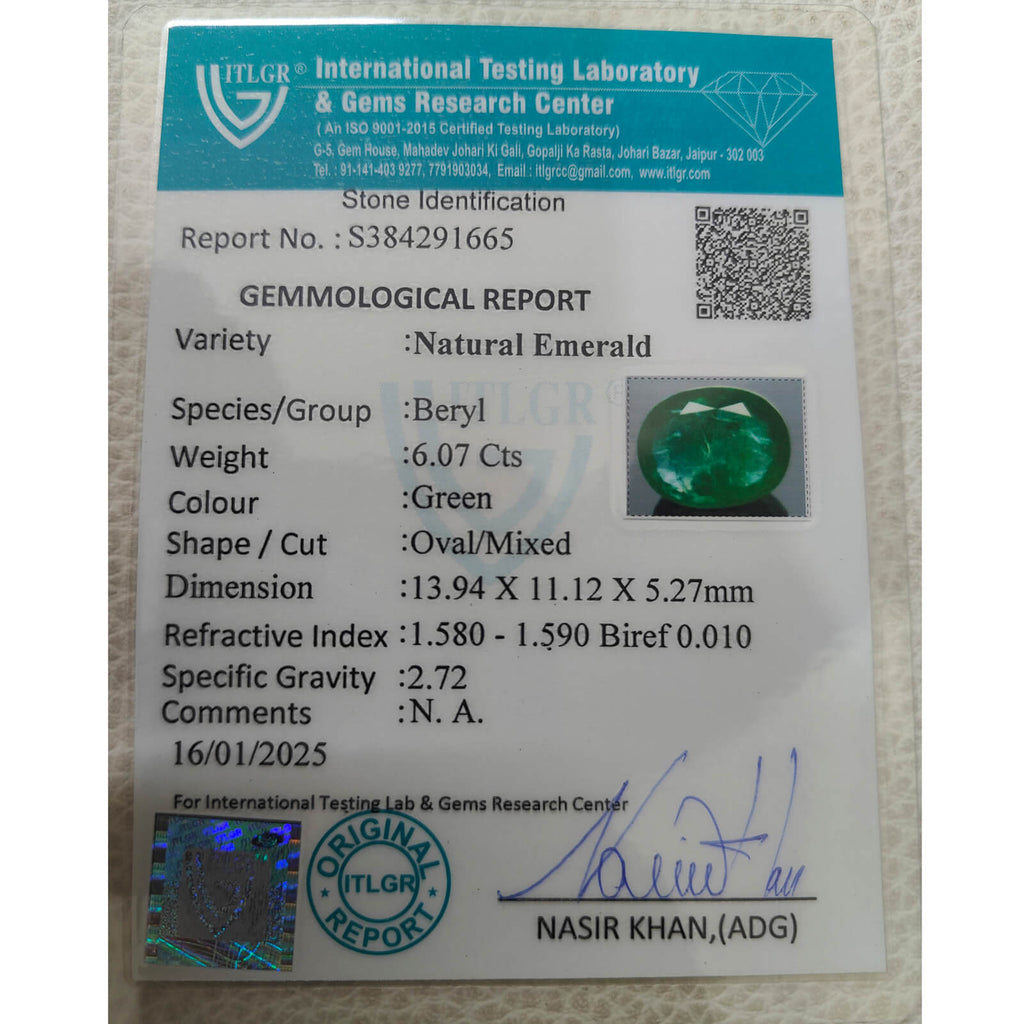 ITLGR® International Testing Laboratory
& Gems Research Center
(An ISO 9001-2015 Certified Testing Laboratory)
G-5, Gem House, Mahadev Johari Ki Gali, Gopalji Ka Rasta, Johari Bazar, Jaipur - 302 003
Tel. : 91-141-403 9277, 7791903034, Email : itlgrcc@gmail.com, www.itlgr.com
Stone Identification
Report No. : S384291665
GEMMOLOGICAL REPORT
Variety :Natural Emerald
ITLGR®
Species/Group :Beryl
Weight :6.07 Cts
Colour :Green
Shape / Cut :Oval/Mixed
Dimension :13.94 X 11.12 X 5.27mm
Refractive Index :1.580 - 1.590 Biref 0.010
Specific Gravity :2.72
Comments :N. A.
16/01/2025
For International Testing Lab & Gems Research Center
ORIGINAL
ITLGR
REPORT
NASIR KHAN,(ADG)